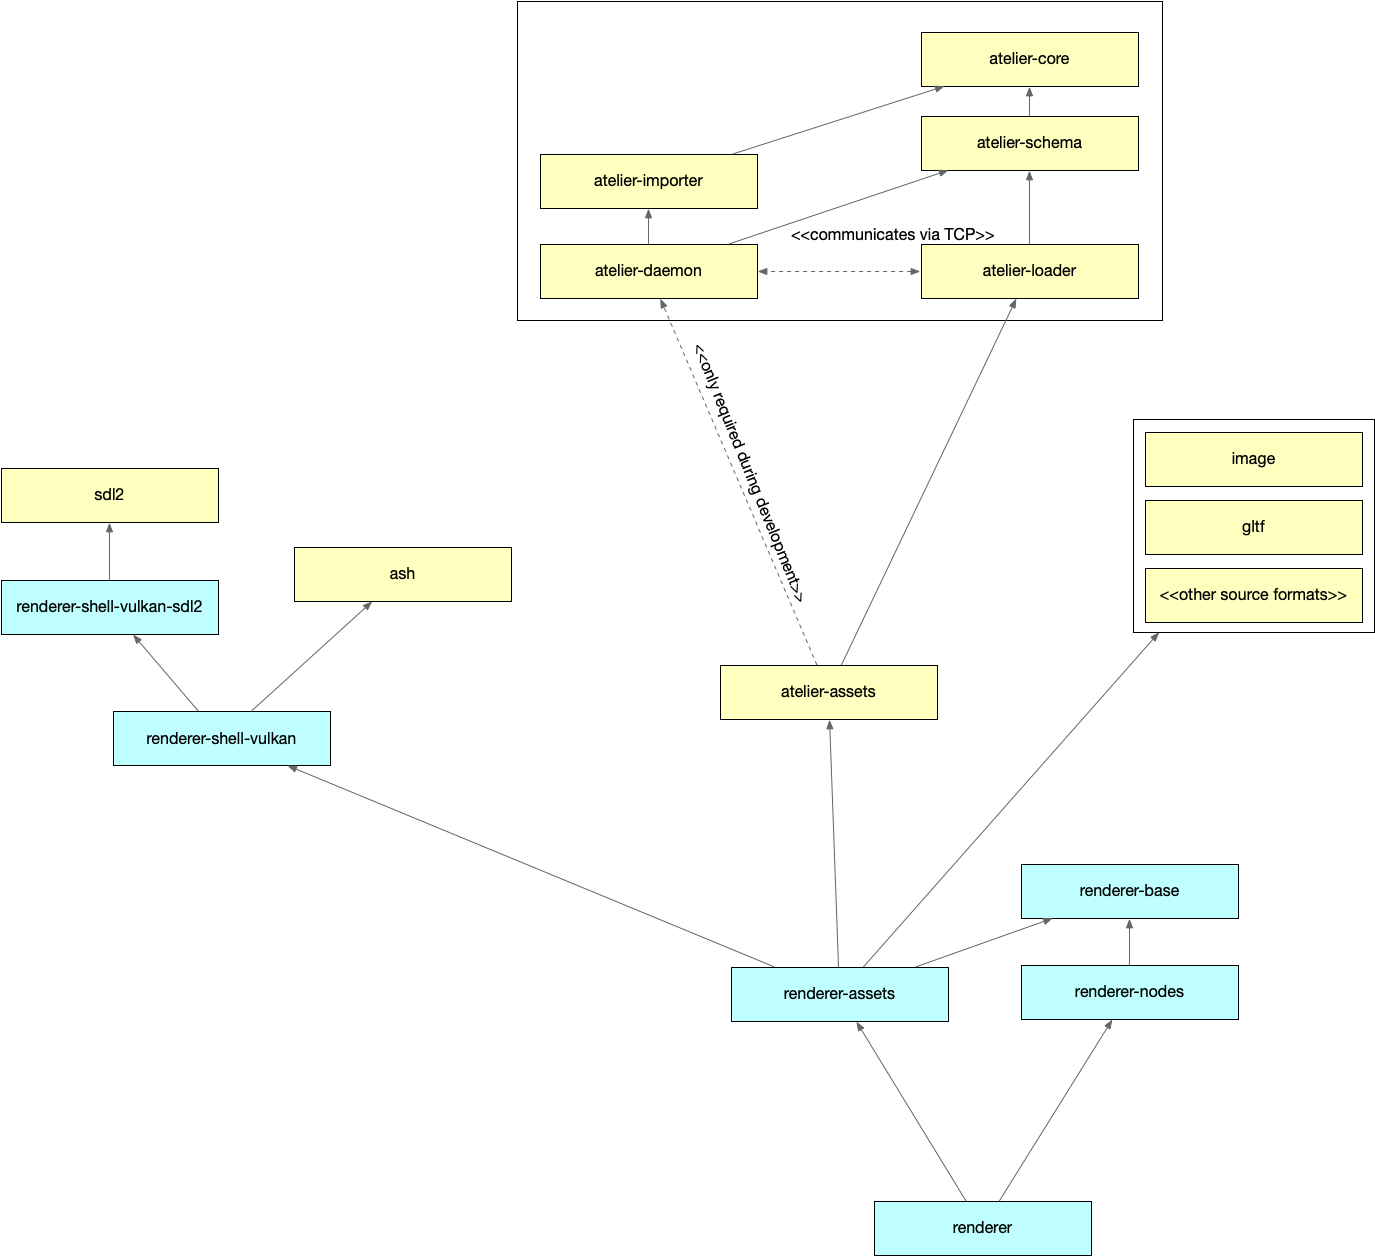 atelier-core
atelier-schema
atelier-importer
<<communicates via TCP>>
atelier-daemon
atelier-loader
<<only required during development>>
image
sdl2
gltf
ash
<<other source formats>>
renderer-shell-vulkan-sdl2
atelier-assets
renderer-shell-vulkan
renderer-base
renderer-assets
renderer-nodes
renderer